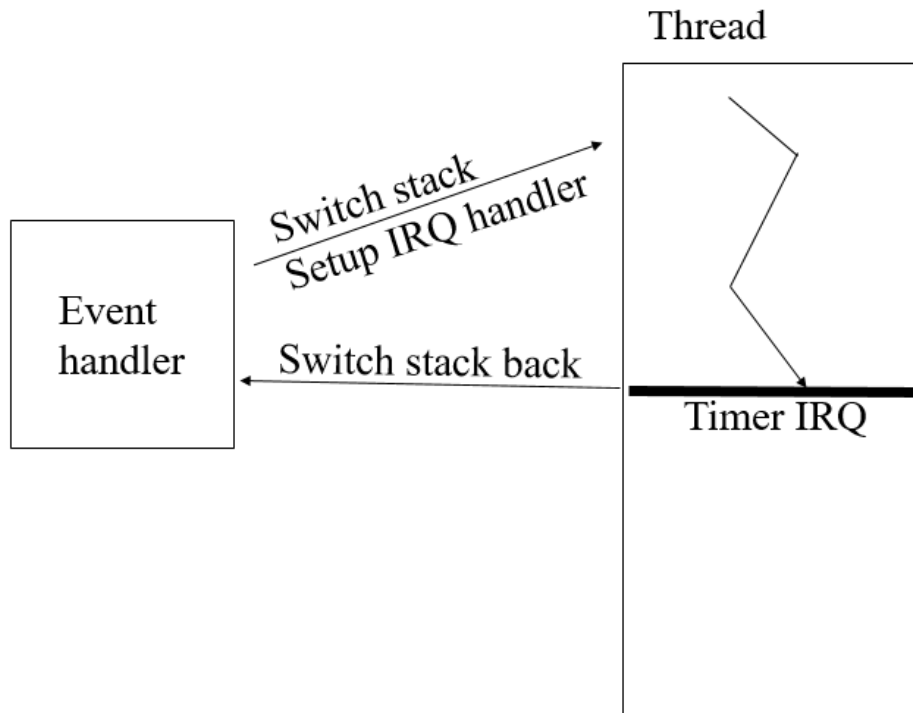 Thread
Switch stack
Setup IRQ handler
Event
handler
Switch stack back
Timer IRQ